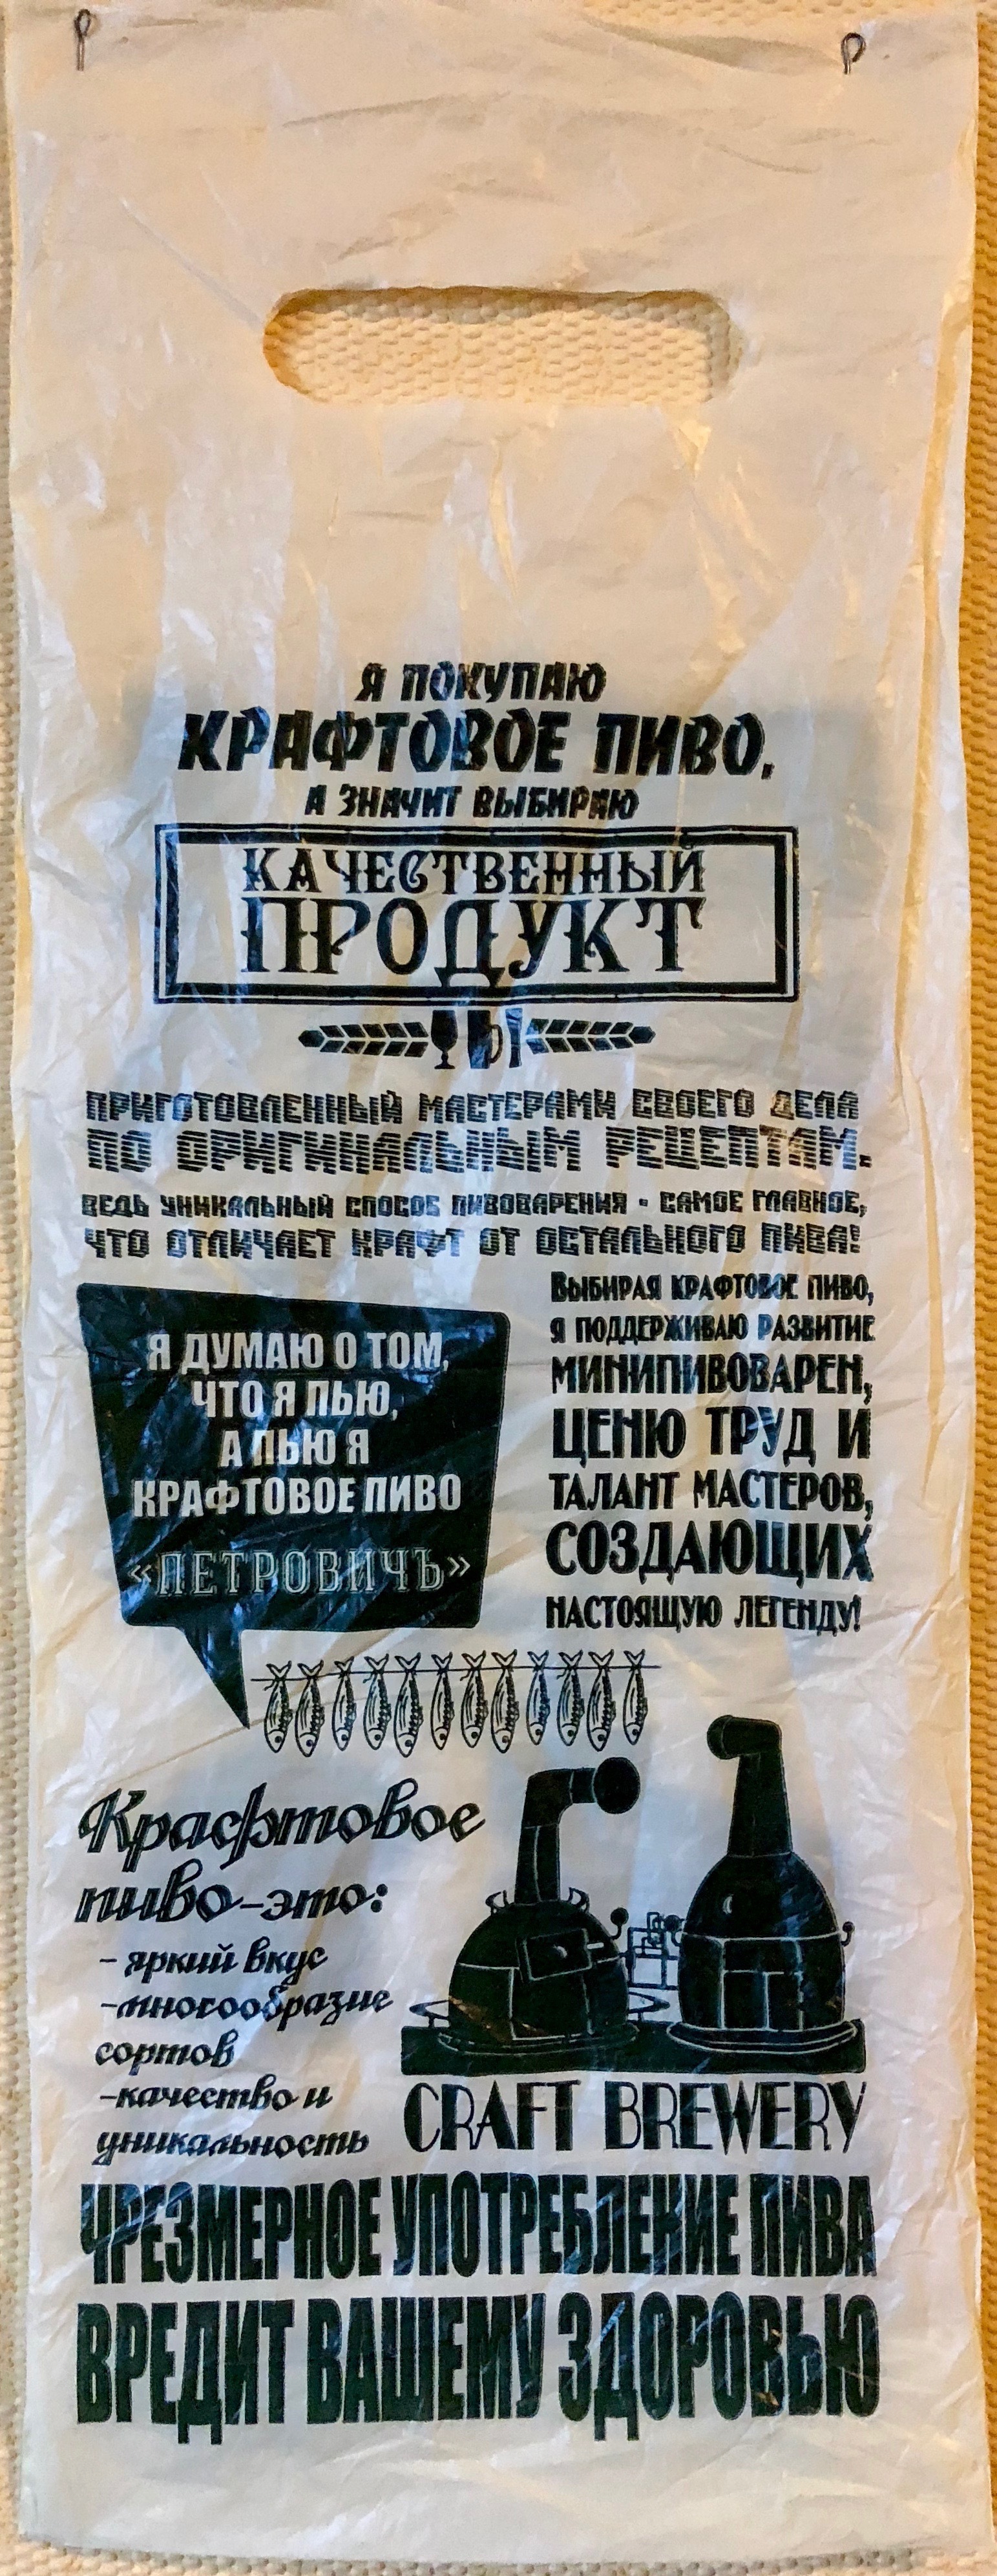 Я ПОКУПАЮ
КРАФТОВОЕ ПИВО,
А ЗНАЧИТ ВЫБИРАЮ
КАЧЕСТВЕННЫЙ
ПРОДУКТ
ПРИГОТОВЛЕННЫЙ МАСТЕРАМИ СВОЕГО ДЕЛА
ПО ОРИГИНАЛЬНЫМ РЕЦЕПТАМ.
ВЕДЬ УНИКАЛЬНЫЙ СПОСОБ ПИВОВАРЕНИЯ - САМОЕ ГЛАВНОЕ,
ЧТО ОТЛИЧАЕТ КРАФТ ОТ ОСТАЛЬНОГО ПИВА!
Я ДУМАЮ О ТОМ,
ЧТО Я ПЬЮ,
А ПЬЮ Я
КРАФТОВОЕ ПИВО
«ПЕТРОВИЧЪ»
ВЫБИРАЯ КРАФТОВОЕ ПИВО,
Я ПОДДЕРЖИВАЮ РАЗВИТИЕ
МИНИПИВОВАРЕН,
ЦЕНЮ ТРУД И
ТАЛАНТ МАСТЕРОВ,
СОЗДАЮЩИХ
НАСТОЯЩУЮ ЛЕГЕНДУ!
Крафтовое
пиво-это:
- яркий вкус
-многообразие
сортов
-качество и
уникальность
CRAFT BREWERY
ЧРЕЗМЕРНОЕ УПОТРЕБЛЕНИЕ ПИВА
ВРЕДИТ ВАШЕМУ ЗДОРОВЬЮ